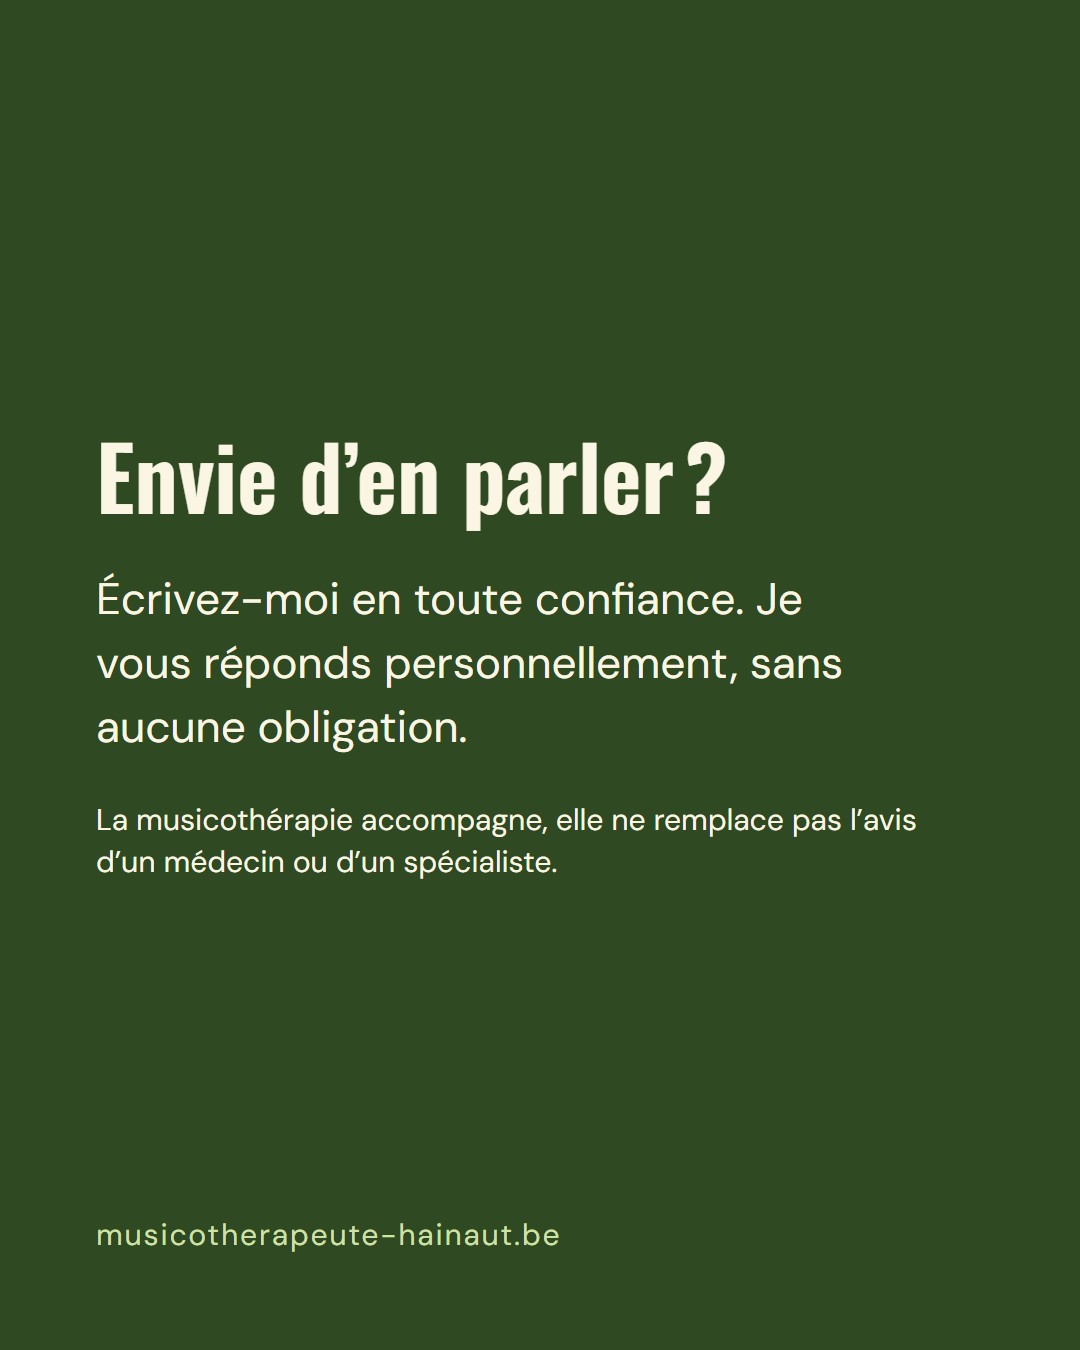 Envie d’en parler ?
Écrivez-moi en toute confiance. Je
vous réponds personnellement, sans
aucune obligation.
La musicothérapie accompagne, elle ne remplace pas l’avis
d’un médecin ou d’un spécialiste.
musicotherapeute-hainaut.be